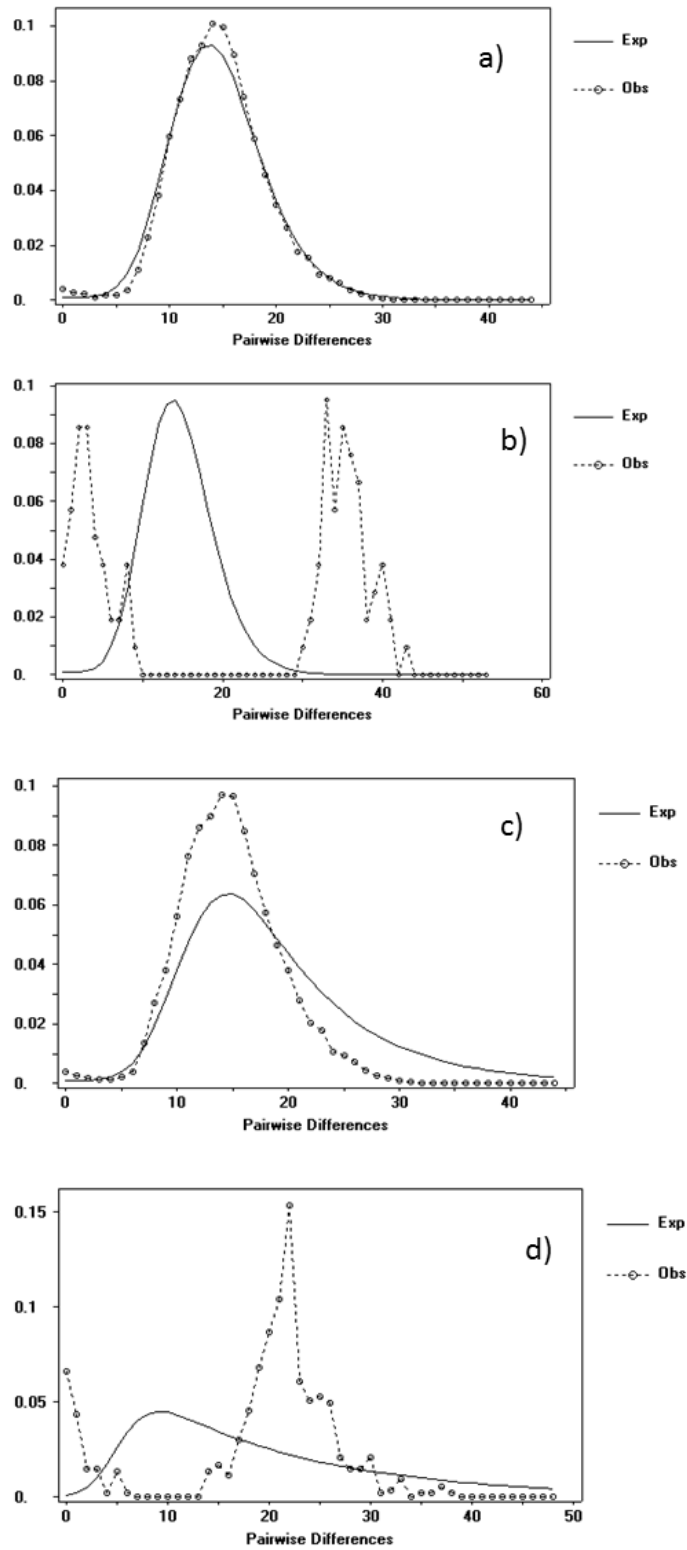 0.1
0.08
0.06
0.04
0.02
0.
0 10 20 30 40
Pairwise Differences
a)
Exp
Obs
0.1
0.08
0.06
0.04
0.02
0.
0 20 40 60
Pairwise Differences
b)
Exp
Obs
0.1
0.08
0.06
0.04
0.02
0.
0 10 20 30 40
Pairwise Differences
c)
Exp
Obs
0.15
0.1
0.05
0.
0 10 20 30 40 50
Pairwise Differences
d)
Exp
Obs